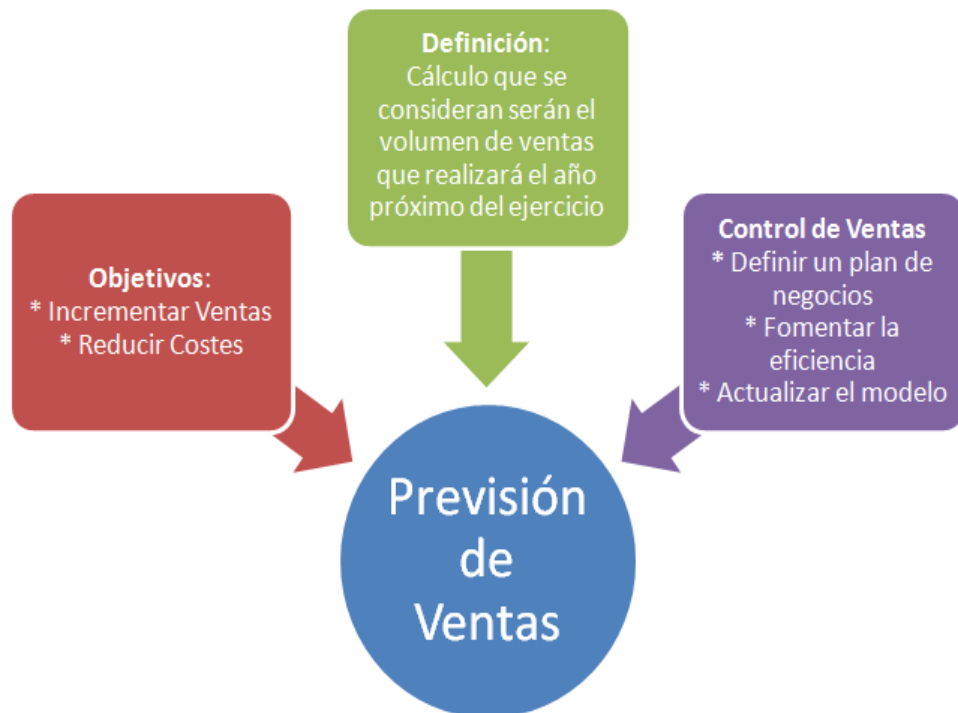 Definición:
Cálculo que se
consideran serán el
volumen de ventas
que realizará el año
próximo del ejercicio
Objetivos:
* Incrementar Ventas
* Reducir Costes
Control de Ventas
* Definir un plan de
negocios
* Fomentar la
eficiencia
* Actualizar el modelo
Previsión
de
Ventas